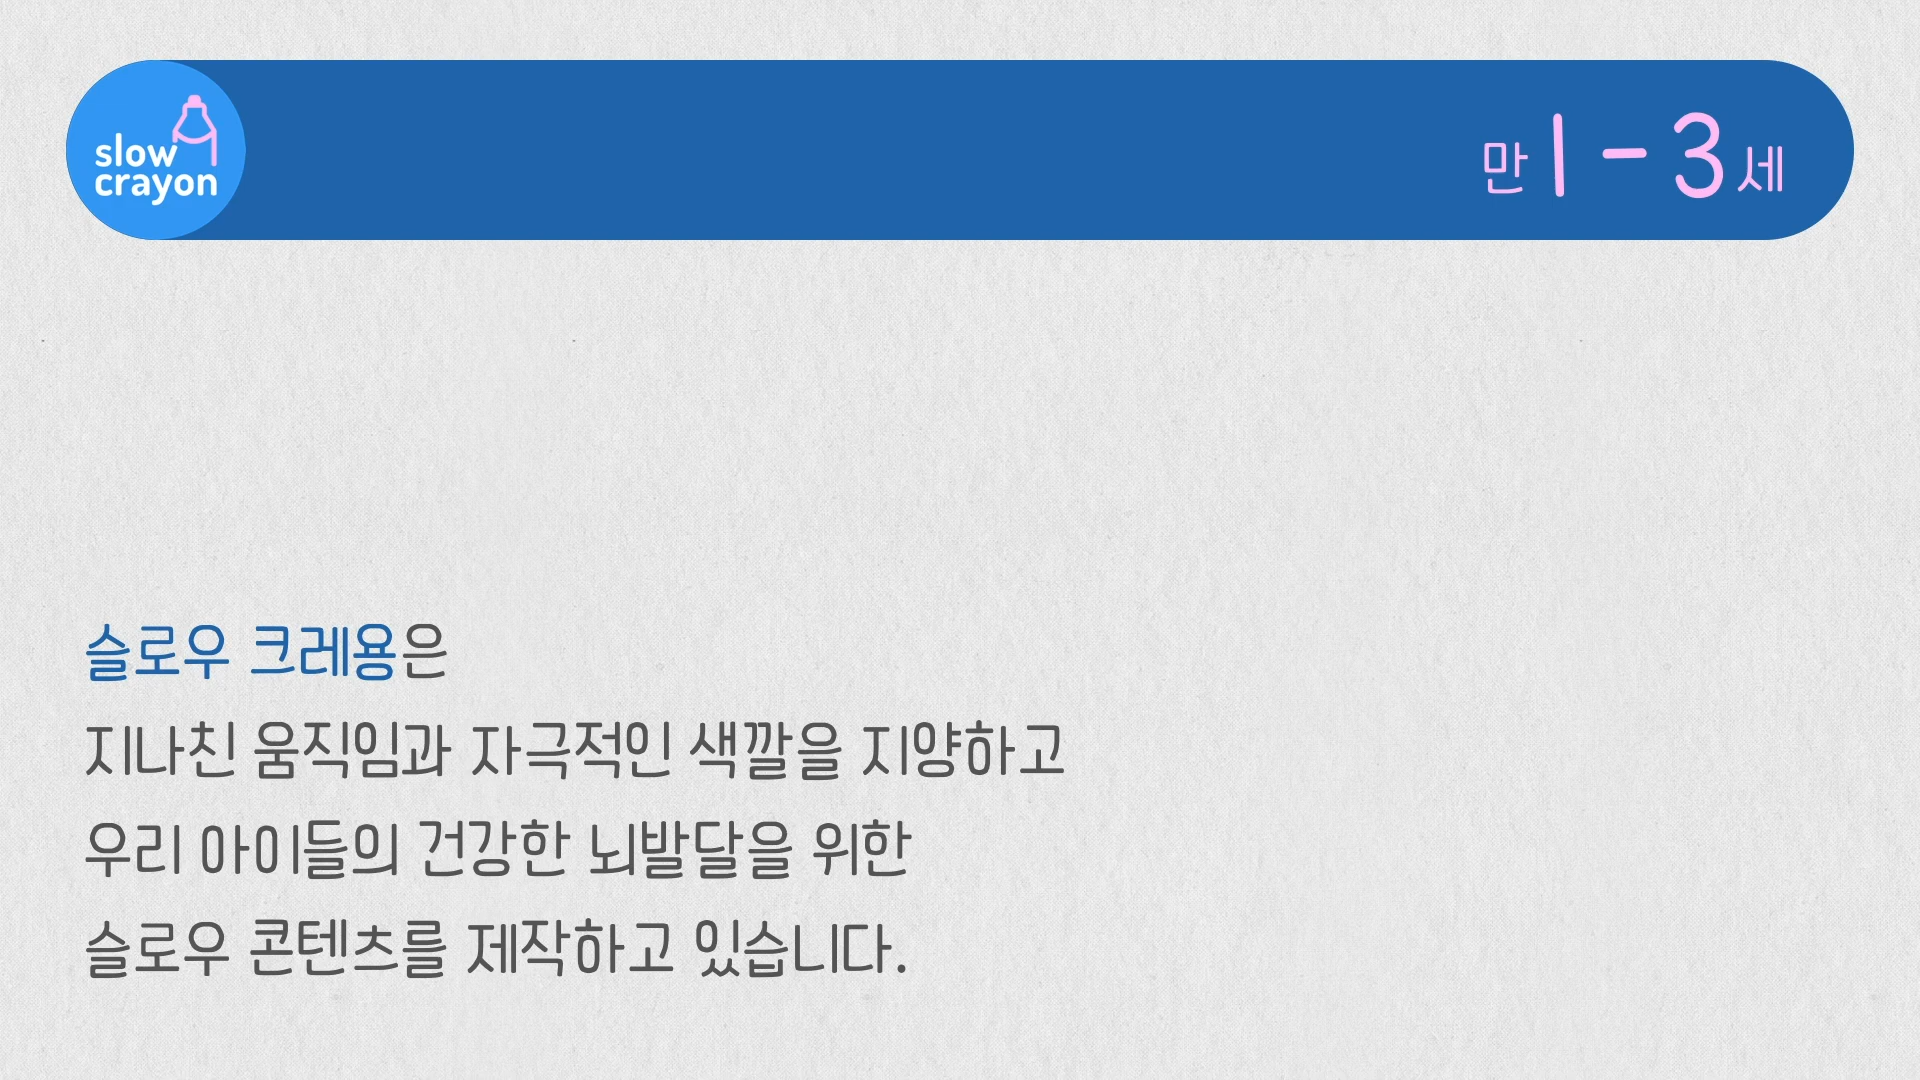 slow
crayon
만 1 - 3 세
슬로우 크레용은
지나친 움직임과 자극적인 색깔을 지양하고
우리 아이들의 건강한 뇌발달을 위한
슬로우 콘텐츠를 제작하고 있습니다.